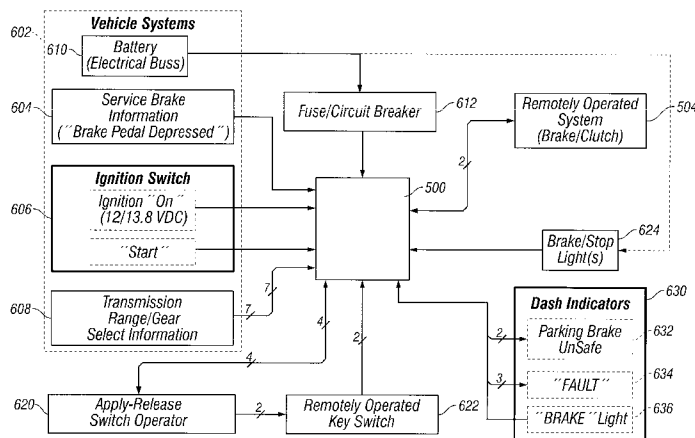 602
Vehicle Systems
610
Battery
(Electrical Buss)
604
Service Brake
Information
(˝Brake Pedal Depressed˝)
Fuse/Circuit Breaker
612
Remotely Operated
System
(Brake/Clutch)
504
2
606
Ignition Switch
Ignition ˝On˝
(12/13.8 VDC)
˝Start˝
500
624
Brake/Stop
Light(s)
608
Transmission
Range/Gear
Select Information
7
7
4
4
2
Dash Indicators
630
2
Parking Brake
UnSafe
632
3
˝FAULT˝
634
˝BRAKE˝Light
636
620
Apply-Release
Switch Operator
2
Remotely Operated
Key Switch
622